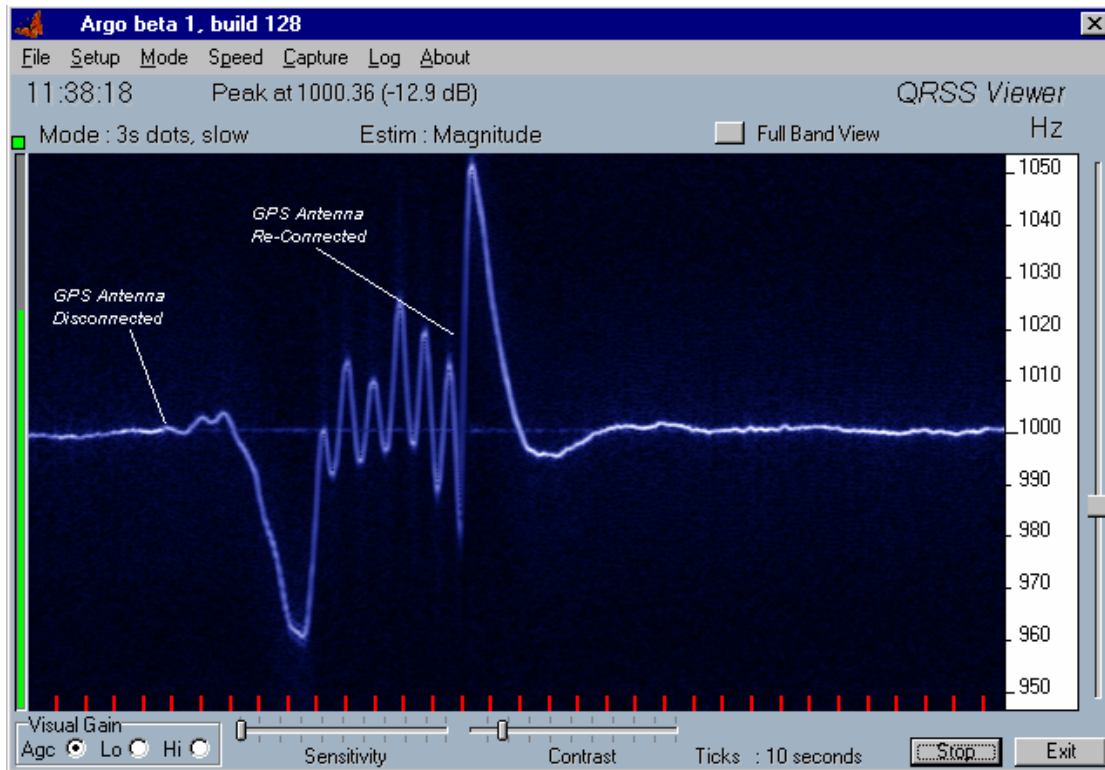 Argo beta 1, build 128
File Setup Mode Speed Capture Log About
11:38:18 Peak at 1000.36 (-12.9 dB) QRSS Viewer
Mode : 3s dots, slow Estim : Magnitude Full Band View Hz
GPS Antenna
Re-Connected
GPS Antenna
Disconnected
1050
1040
1030
1020
1010
1000
990
980
970
960
950
Visual Gain
Agc Lo Hi
Sensitivity Contrast Ticks : 10 seconds Stop Exit